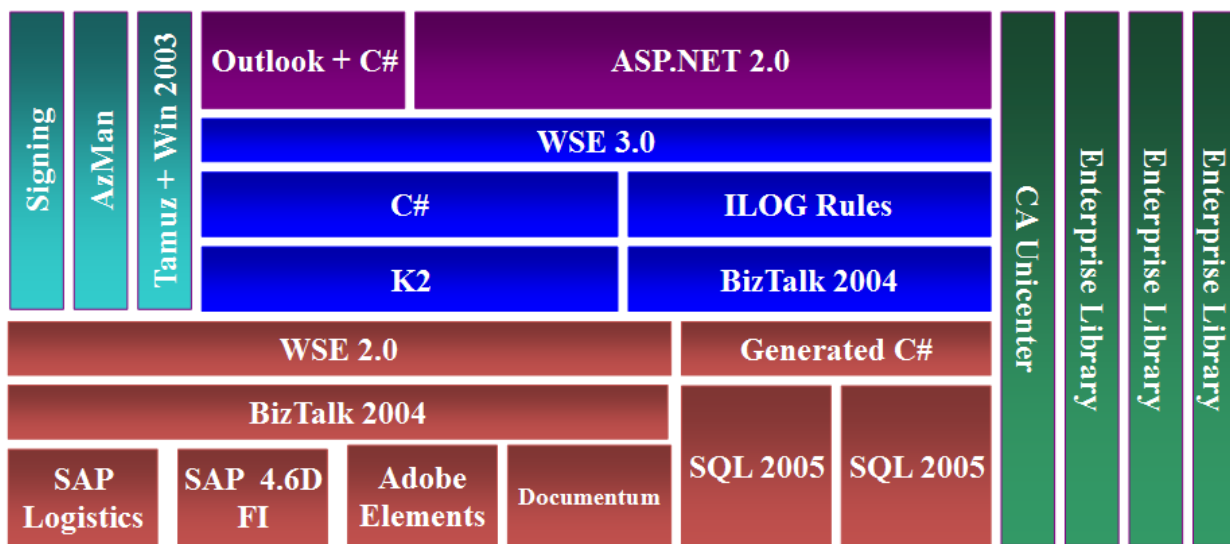 Signing
AzMan
Tamuz + Win 2003
Outlook + C#
ASP.NET 2.0
WSE 3.0
C#
ILOG Rules
K2
BizTalk 2004
WSE 2.0
Generated C#
BizTalk 2004
SAP
Logistics
SAP 4.6D
FI
Adobe
Elements
Documentum
SQL 2005
SQL 2005
CA Unicenter
Enterprise Library
Enterprise Library
Enterprise Library